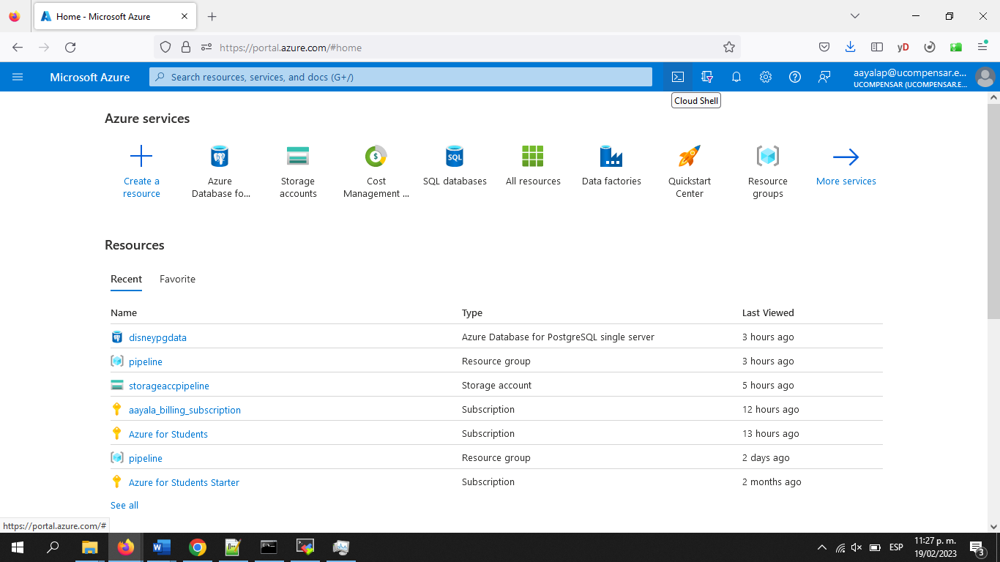 Home - Microsoft Azure
https://portal.azure.com/#home
yD
Microsoft Azure
Search resources, services, and docs (G+/)
aayalap@ucompensar.e...
UCOMPENSAR (UCOMPENSAR.E...
Cloud Shell
Azure services
Create a
resource
Azure
Database fo...
Storage
accounts
Cost
Management ...
SQL
SQL databases
All resources
Data factories
Quickstart
Center
Resource
groups
More services
Resources
Recent
Favorite
Name Type Last Viewed
disneypgdata Azure Database for PostgreSQL single server 3 hours ago
pipeline Resource group 3 hours ago
storageaccpipeline Storage account 5 hours ago
aayala_billing_subscription Subscription 12 hours ago
Azure for Students Subscription 13 hours ago
pipeline Resource group 2 days ago
Azure for Students Starter Subscription 2 months ago
See all
https://portal.azure.com/#
ESP
11:27 p. m.
19/02/2023
3